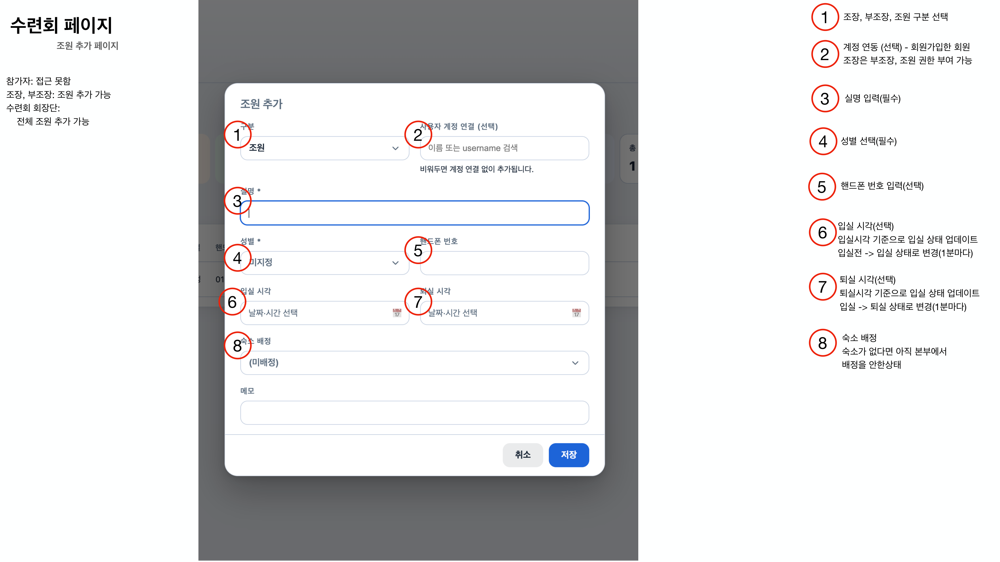 수련회 페이지
조원 추가 페이지
참가자: 접근 못함
조장, 부조장: 조원 추가 가능
수련회 회장단:
전체 조원 추가 가능
조원 추가
1
구분
조원
2
사용자 계정 연결 (선택)
이름 또는 username 검색
비워두면 계정 연결 없이 추가됩니다.
3
실명 *
4
성별 *
미지정
5
핸드폰 번호
6
입실 시각
날짜·시간 선택
17
7
퇴실 시각
날짜·시간 선택
17
8
숙소 배정
(미배정)
메모
취소
저장
총
1
01
1
조장, 부조장, 조원 구분 선택
2
계정 연동 (선택) - 회원가입한 회원
조장은 부조장, 조원 권한 부여 가능
3
실명 입력(필수)
4
성별 선택(필수)
5
핸드폰 번호 입력(선택)
6
입실 시각(선택)
입실시각 기준으로 입실 상태 업데이트
입실전 -> 입실 상태로 변경(1분마다)
7
퇴실 시각(선택)
퇴실시각 기준으로 입실 상태 업데이트
입실 -> 퇴실 상태로 변경(1분마다)
8
숙소 배정
숙소가 없다면 아직 본부에서
배정을 안한상태